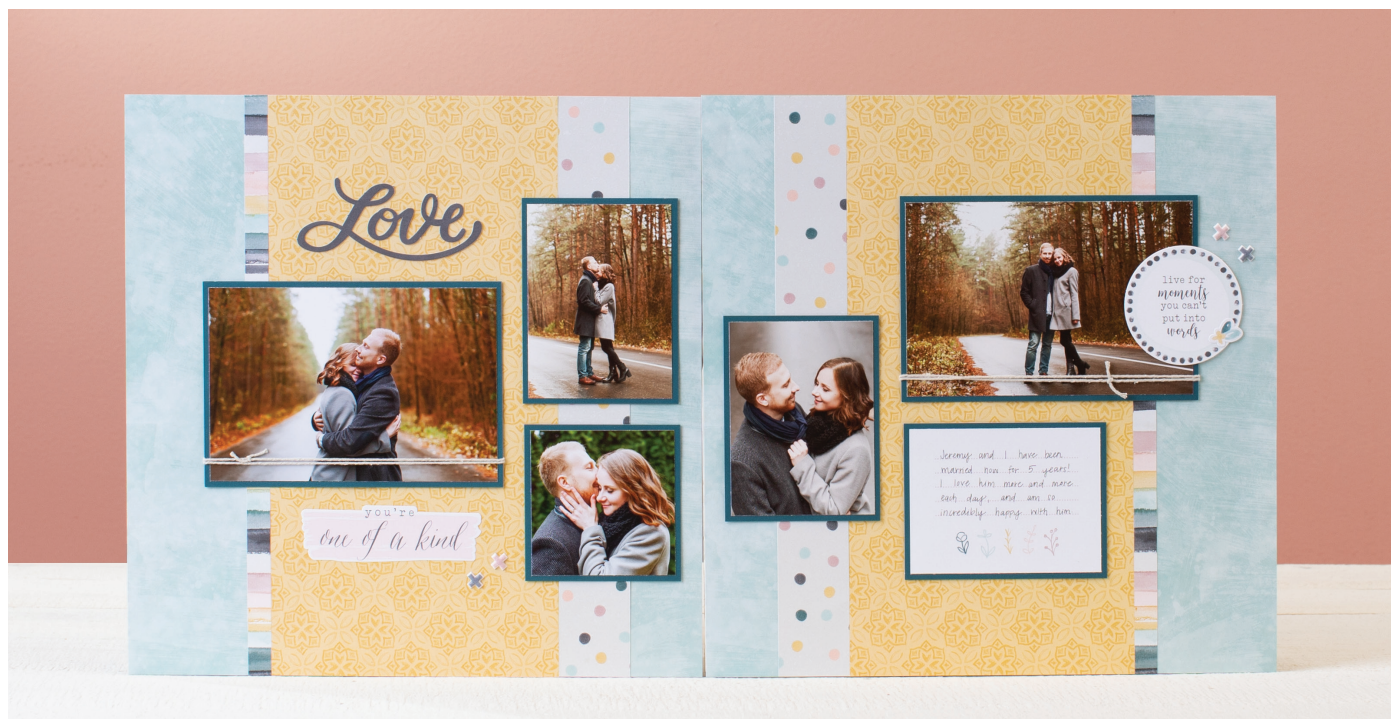 Love
you're
one of a kind
live for
moments
you can't
put into
words
Jeremy and I have been
married now for 5 years!
I love him more and more
each day, and am so
incredibly happy with him.